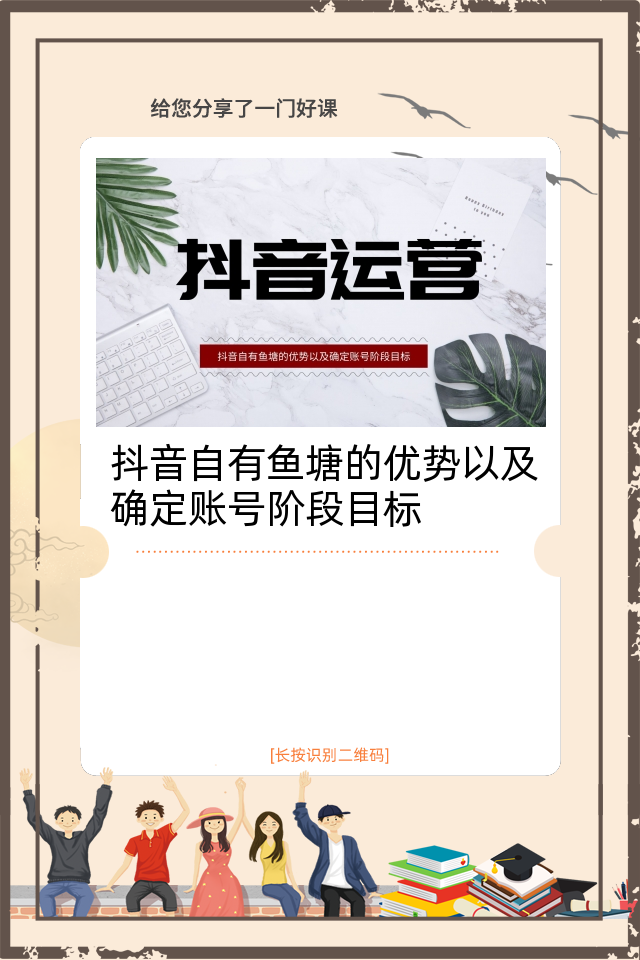 给您分享了一门好课
Happy Birthday
to you
抖音运营
抖音自有鱼塘的优势以及确定账号阶段目标
抖音自有鱼塘的优势以及
确定账号阶段目标
[长按识别二维码]